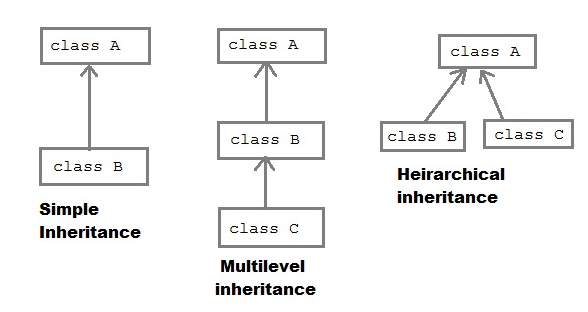 class A
class B
Simple
Inheritance
class A
class B
class C
Multilevel
inheritance
class A
class B
class C
Heirarchical
inheritance